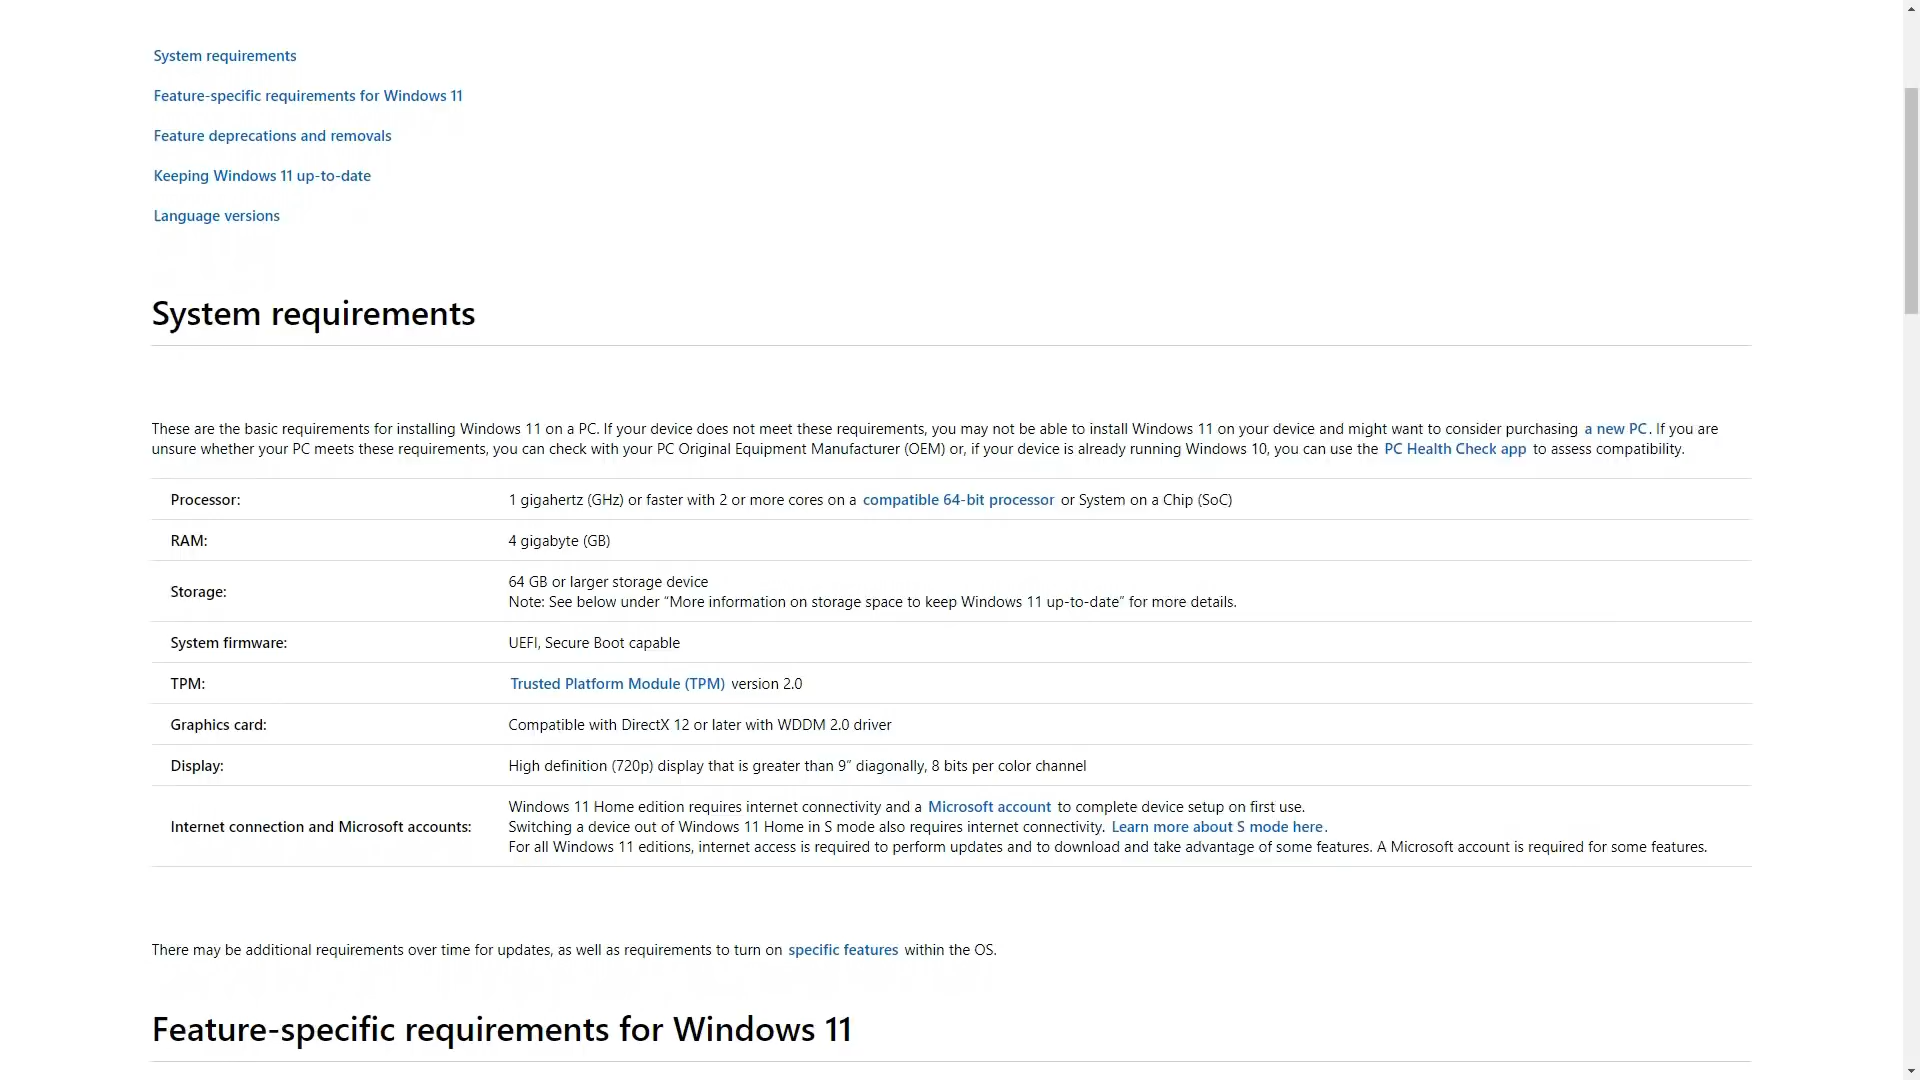 System requirements
Feature-specific requirements for Windows 11
Feature deprecations and removals
Keeping Windows 11 up-to-date
Language versions
System requirements
These are the basic requirements for installing Windows 11 on a PC. If your device does not meet these requirements, you may not be able to install Windows 11 on your device and might want to consider purchasing a new PC. If you are
unsure whether your PC meets these requirements, you can check with your PC Original Equipment Manufacturer (OEM) or, if your device is already running Windows 10, you can use the PC Health Check app to assess compatibility.
Processor: 1 gigahertz (GHz) or faster with 2 or more cores on a compatible 64-bit processor or System on a Chip (SoC)
RAM: 4 gigabyte (GB)
Storage: 64 GB or larger storage device
Note: See below under “More information on storage space to keep Windows 11 up-to-date” for more details.
System firmware: UEFI, Secure Boot capable
TPM: Trusted Platform Module (TPM) version 2.0
Graphics card: Compatible with DirectX 12 or later with WDDM 2.0 driver
Display: High definition (720p) display that is greater than 9” diagonally, 8 bits per color channel
Internet connection and Microsoft accounts: Windows 11 Home edition requires internet connectivity and a Microsoft account to complete device setup on first use.
Switching a device out of Windows 11 Home in S mode also requires internet connectivity. Learn more about S mode here.
For all Windows 11 editions, internet access is required to perform updates and to download and take advantage of some features. A Microsoft account is required for some features.
There may be additional requirements over time for updates, as well as requirements to turn on specific features within the OS.
Feature-specific requirements for Windows 11